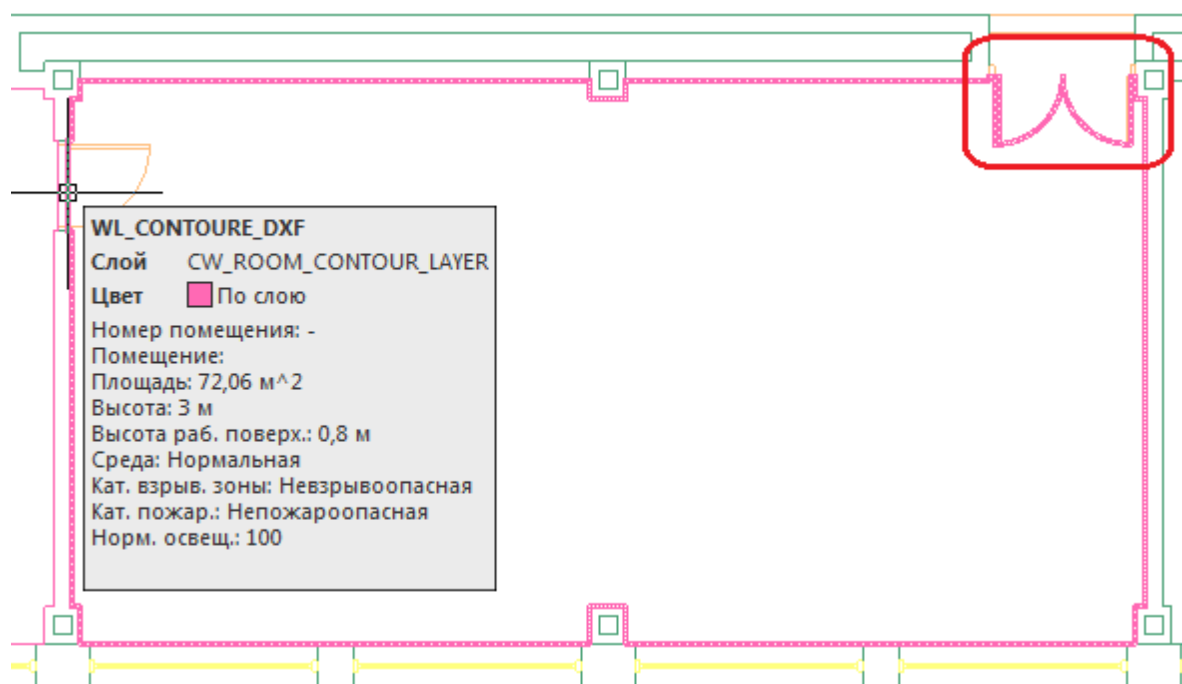 WL_CONTOURE_DXF
Слой CW_ROOM_CONTOUR_LAYER
Цвет По слою
Номер помещения: -
Помещение:
Площадь: 72,06 м^2
Высота: 3 м
Высота раб. поверх.: 0,8 м
Среда: Нормальная
Кат. взрыв. зоны: Невзрывоопасная
Кат. пожар.: Непожароопасная
Норм. освещ.: 100